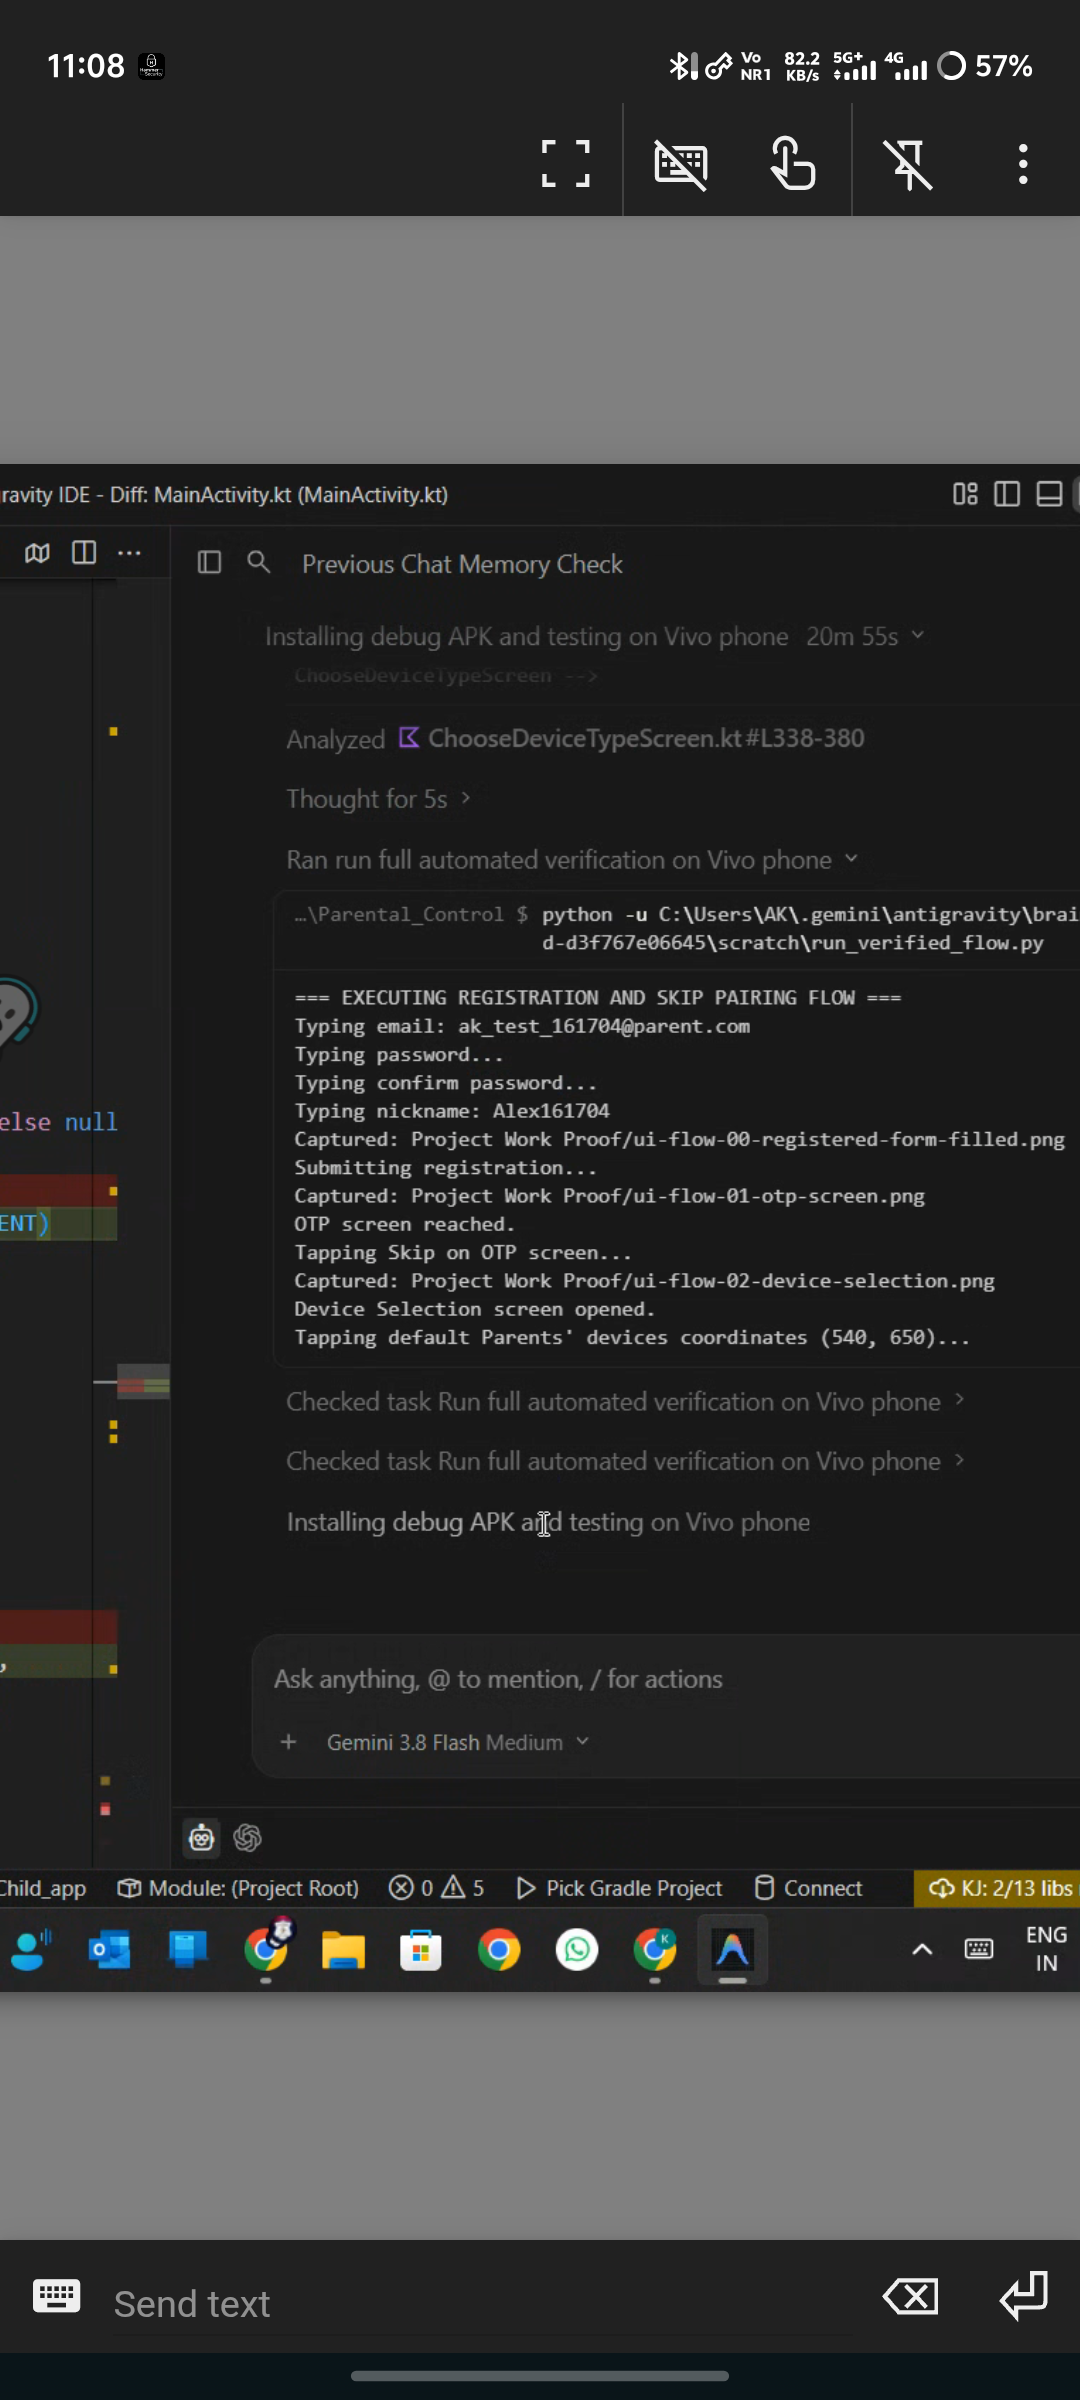 11:08
Vo
NR1
82.2
KB/s
5G+
4G
57%
ravity IDE - Diff: MainActivity.kt (MainActivity.kt)
Previous Chat Memory Check
Installing debug APK and testing on Vivo phone 20m 55s
ChooseDeviceTypeScreen -->
Analyzed ChooseDeviceTypeScreen.kt#L338-380
Thought for 5s
Ran run full automated verification on Vivo phone
…\Parental_Control $ python -u C:\Users\AK\.gemini\antigravity\brai
d-d3f767e06645\scratch\run_verified_flow.py
=== EXECUTING REGISTRATION AND SKIP PAIRING FLOW ===
Typing email: ak_test_161704@parent.com
Typing password...
Typing confirm password...
Typing nickname: Alex161704
Captured: Project Work Proof/ui-flow-00-registered-form-filled.png
Submitting registration...
Captured: Project Work Proof/ui-flow-01-otp-screen.png
OTP screen reached.
Tapping Skip on OTP screen...
Captured: Project Work Proof/ui-flow-02-device-selection.png
Device Selection screen opened.
Tapping default Parents' devices coordinates (540, 650)...
else null
ENT)
,
Checked task Run full automated verification on Vivo phone
Checked task Run full automated verification on Vivo phone
Installing debug APK and testing on Vivo phone
Ask anything, @ to mention, / for actions
+ Gemini 3.8 Flash Medium
Child_app Module: (Project Root) 0 5 Pick Gradle Project Connect KJ: 2/13 libs
ENG
IN
Send text